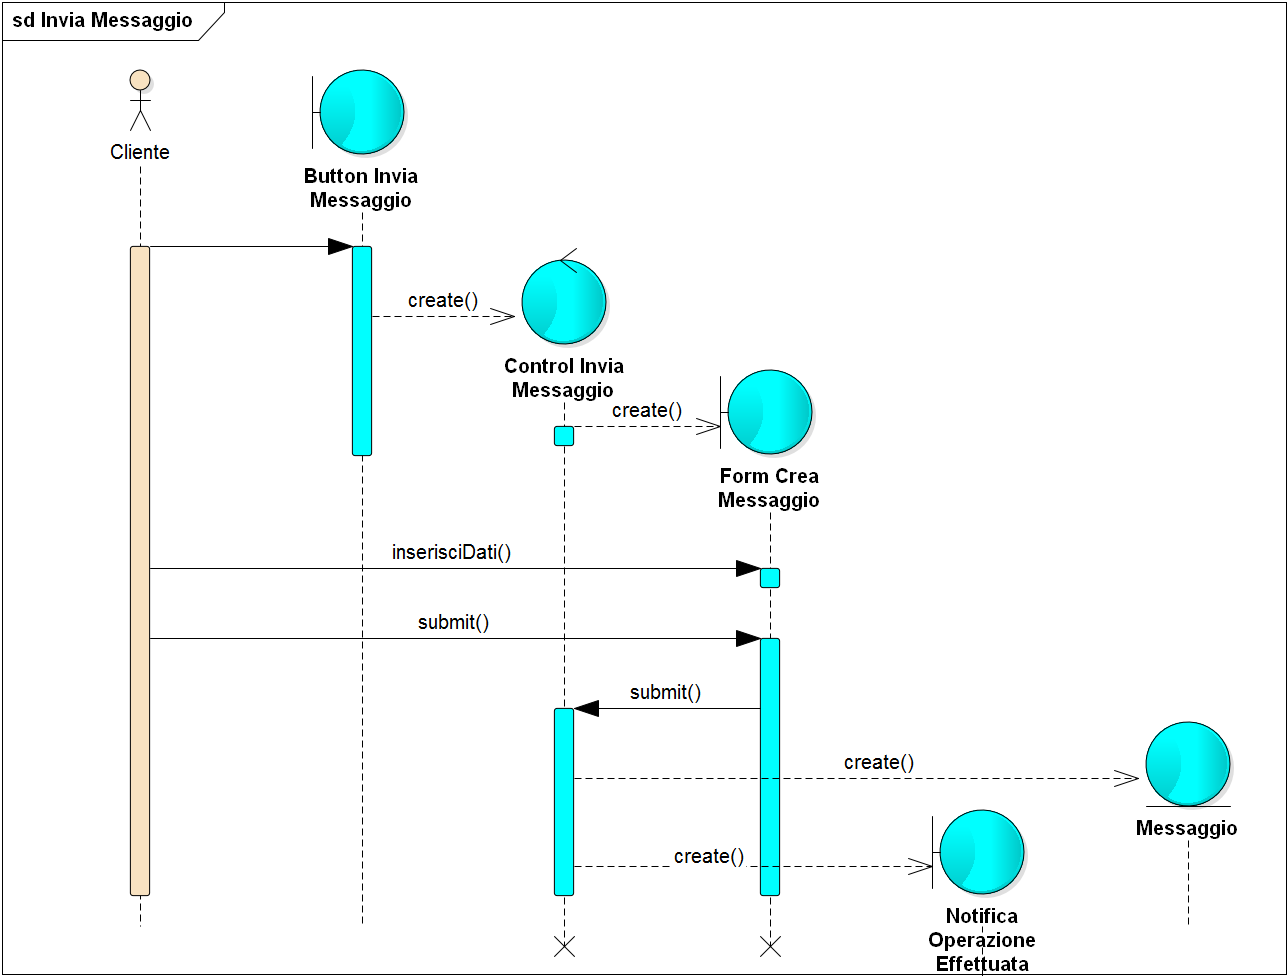 sd Invia Messaggio
Cliente
Button Invia
Messaggio
create()
Control Invia
Messaggio
create()
Form Crea
Messaggio
inserisciDati()
submit()
submit()
create()
Messaggio
create()
Notifica
Operazione
Effettuata